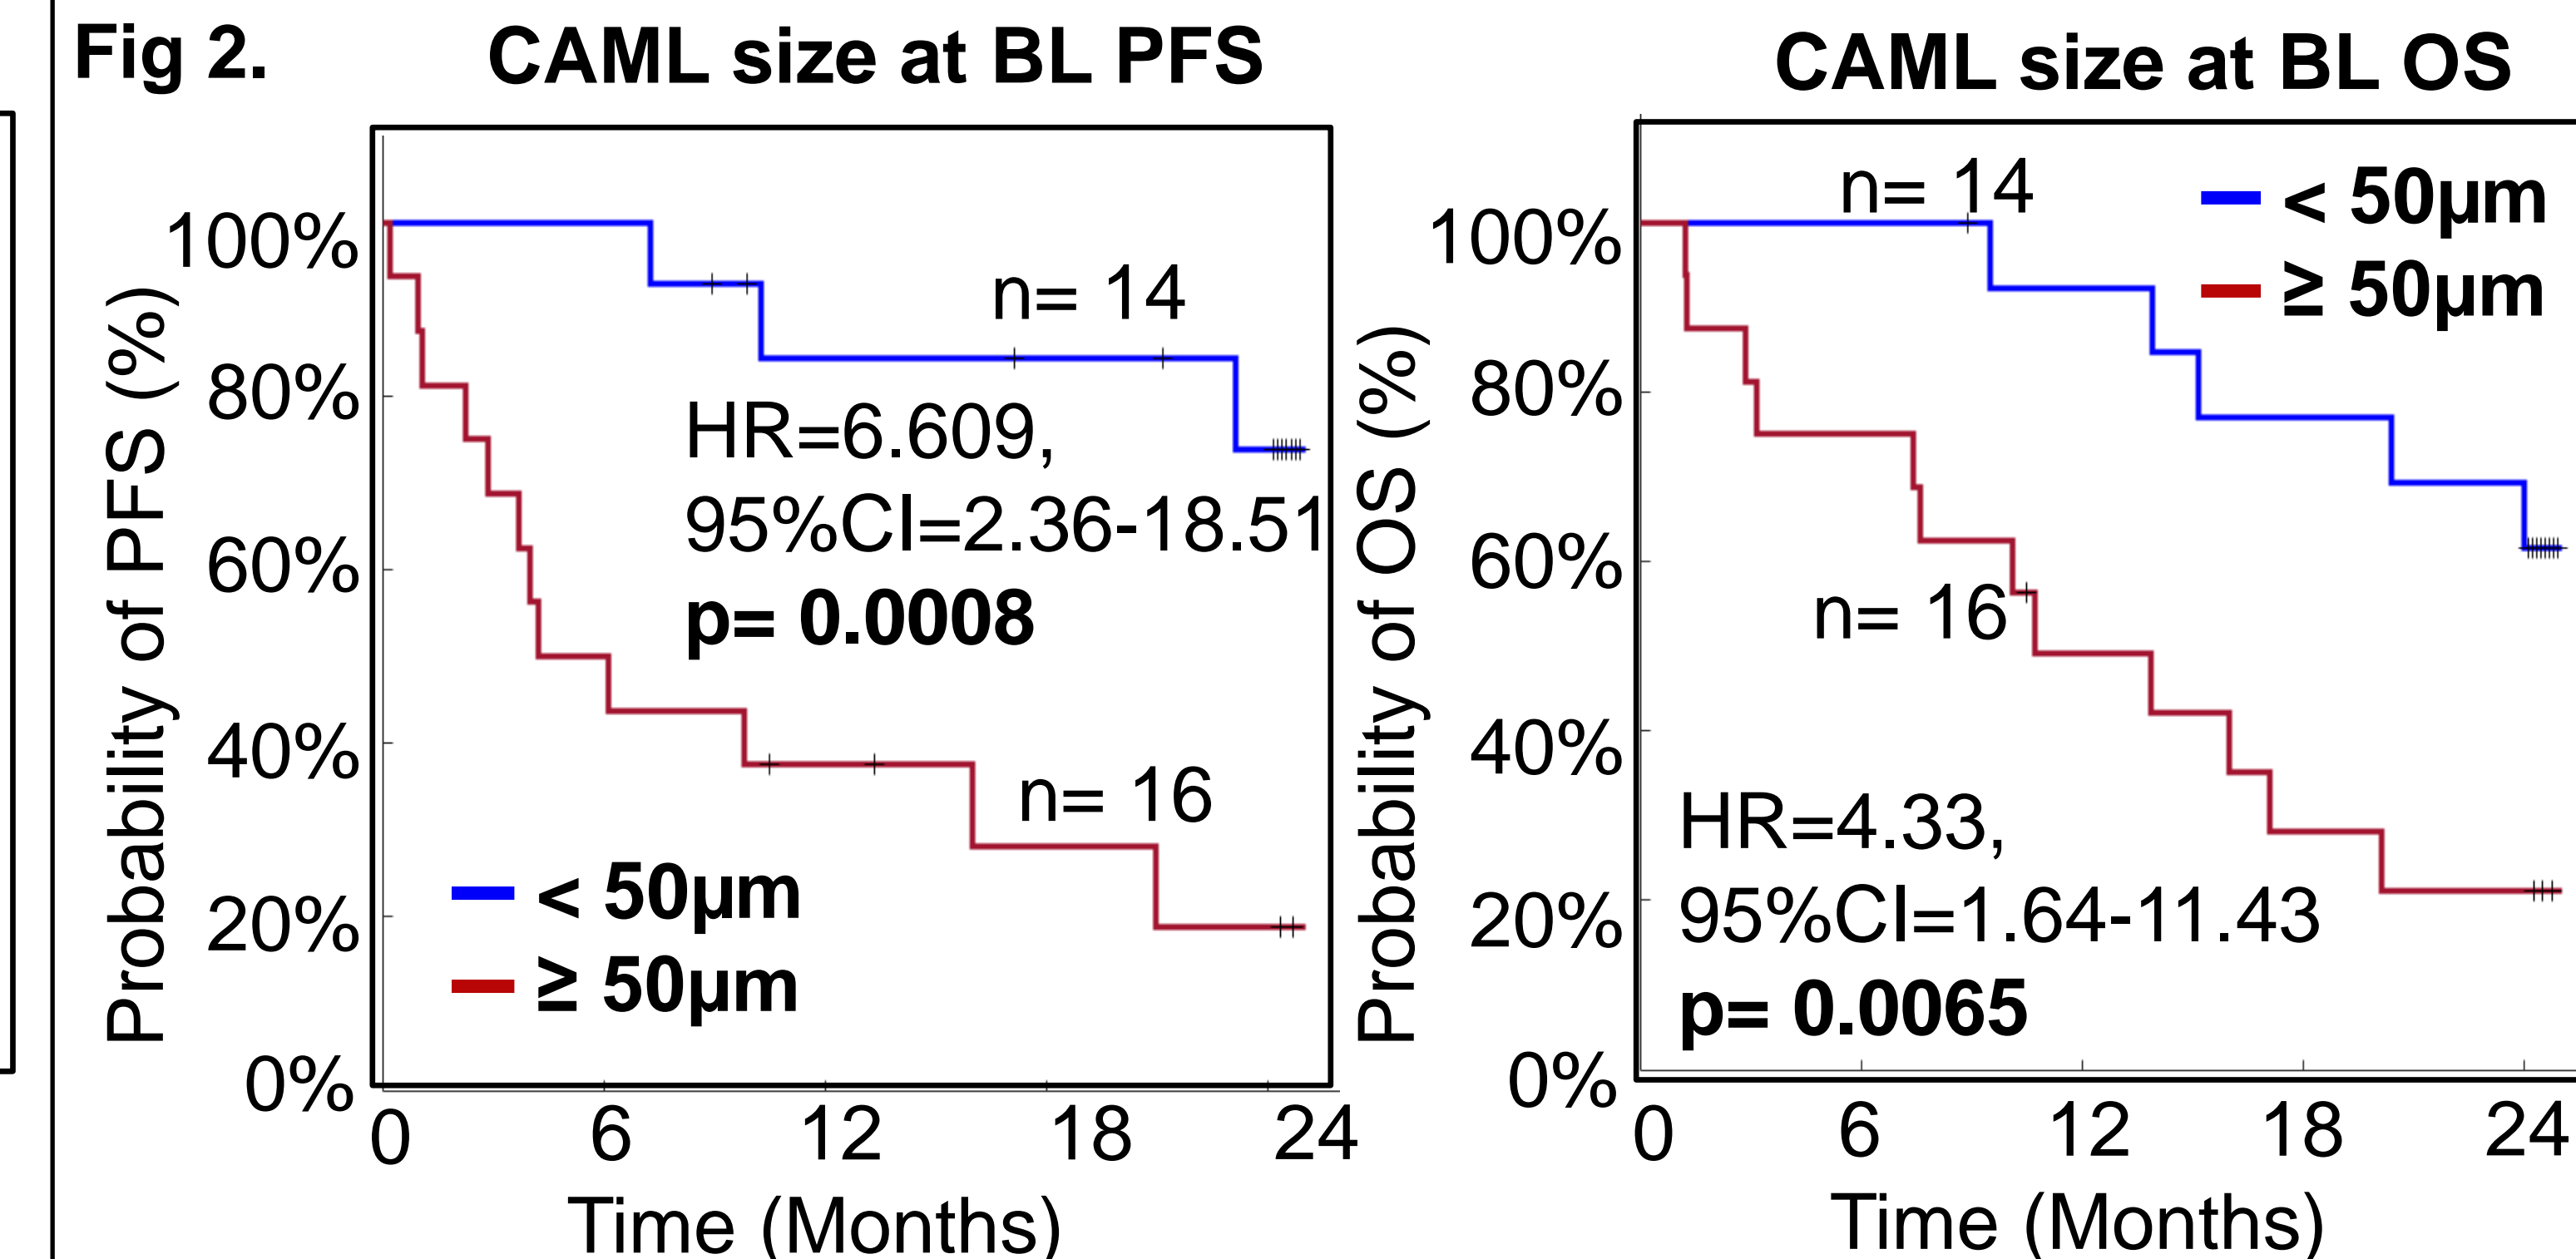 Fig 2.
CAML size at BL PFS
Probability of PFS (%)
100%
80%
60%
40%
20%
0%
n= 14
HR=6.609,
95%CI=2.36-18.51
p= 0.0008
n= 16
< 50µm
≥ 50µm
0 6 12 18 24
Time (Months)
CAML size at BL OS
Probability of OS (%)
100%
80%
60%
40%
20%
0%
n= 14
< 50µm
≥ 50µm
n= 16
HR=4.33,
95%CI=1.64-11.43
p= 0.0065
0 6 12 18 24
Time (Months)